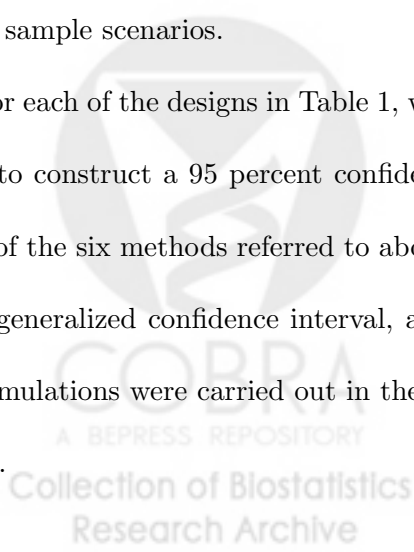 sample scenarios.
or each of the designs in Table 1,
to construct a 95 percent confide
of the six methods referred to abo
generalized confidence interval, a
mulations were carried out in the
COBRA
A BEPRESS REPOSITORY
.
Collection of Biostatistics
Research Archive